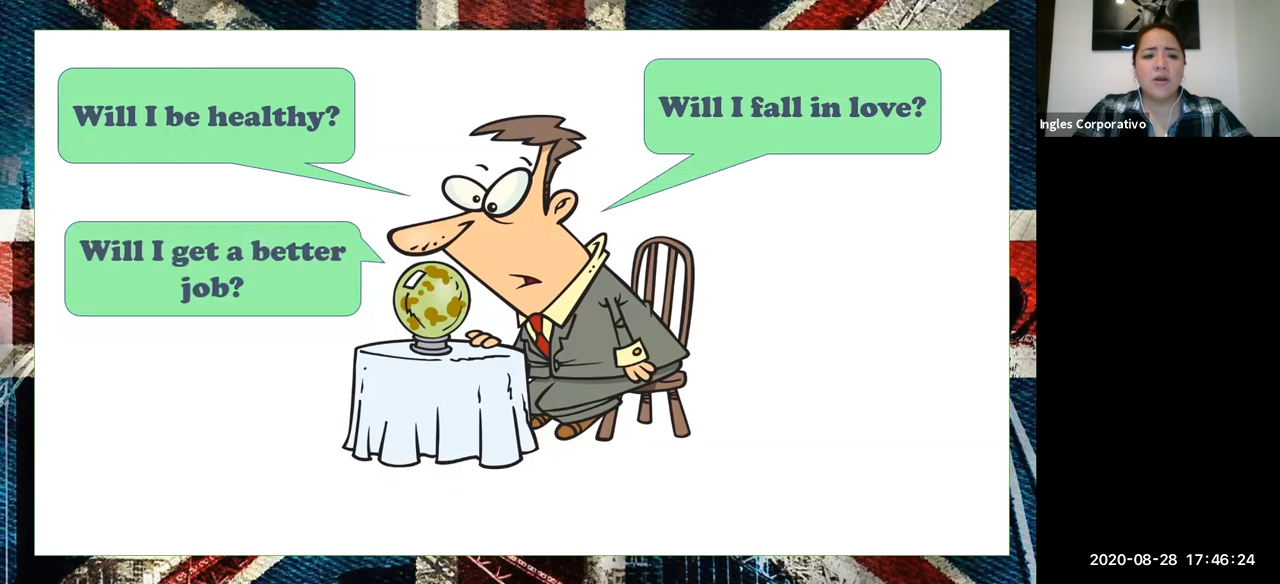 Will I be healthy?
Will I fall in love?
Will I get a better
job?
Ingles Corporativo
2020-08-28 17:46:24